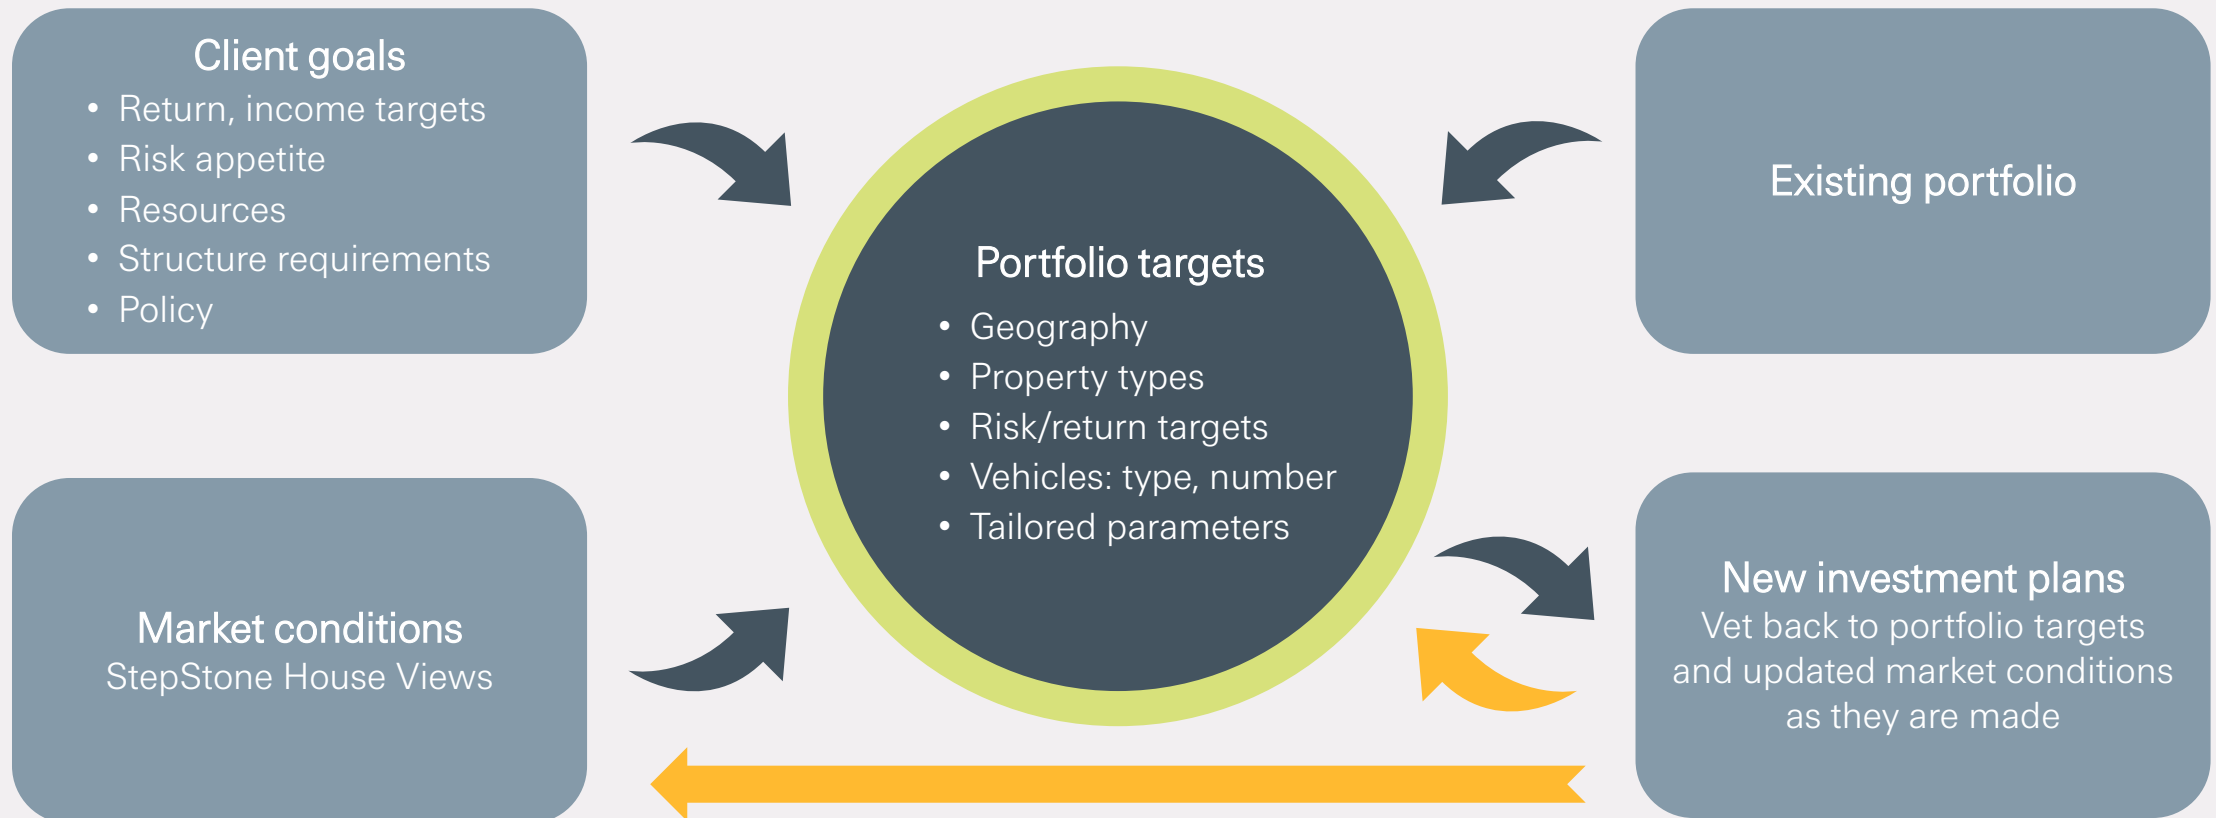 Client goals
• Return, income targets
• Risk appetite
• Resources
• Structure requirements
• Policy
Existing portfolio
Portfolio targets
• Geography
• Property types
• Risk/return targets
• Vehicles: type, number
• Tailored parameters
Market conditions
StepStone House Views
New investment plans
Vet back to portfolio targets
and updated market conditions
as they are made